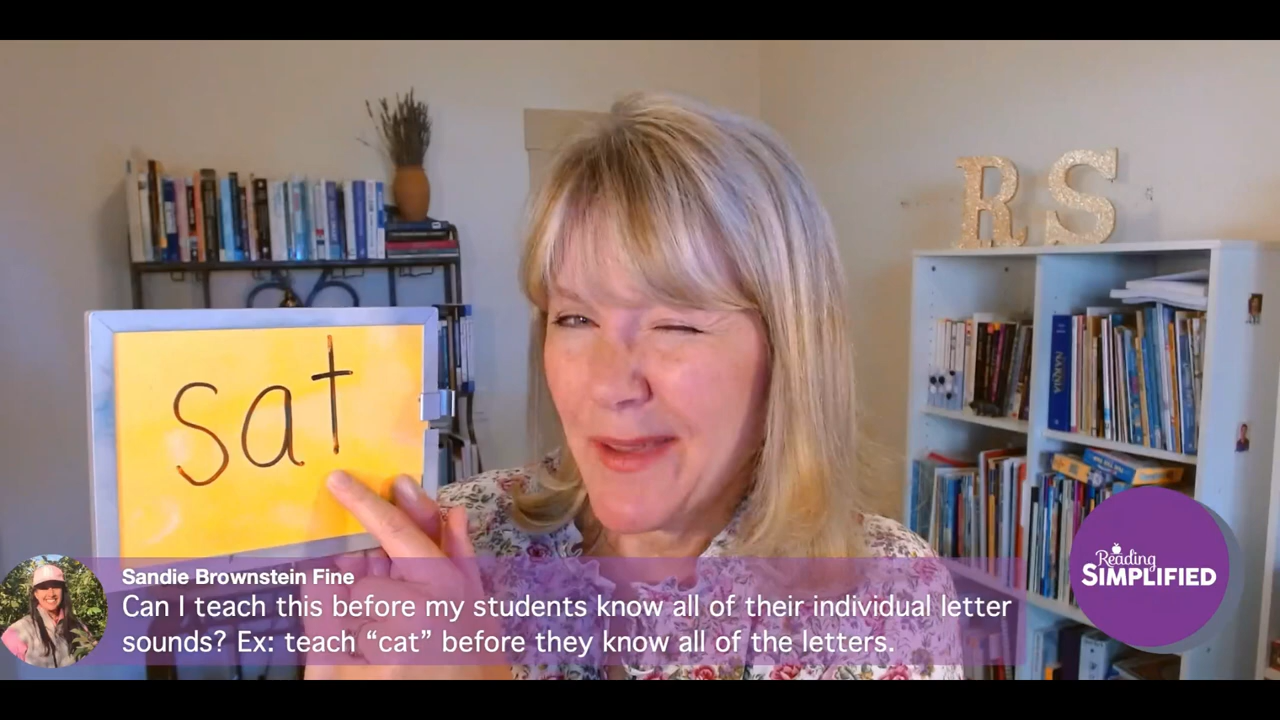 RS
sat
NARNIA
Reading
SIMPLIFIED
Sandie Brownstein Fine
Can I teach this before my students know all of their individual letter
sounds? Ex: teach “cat” before they know all of the letters.